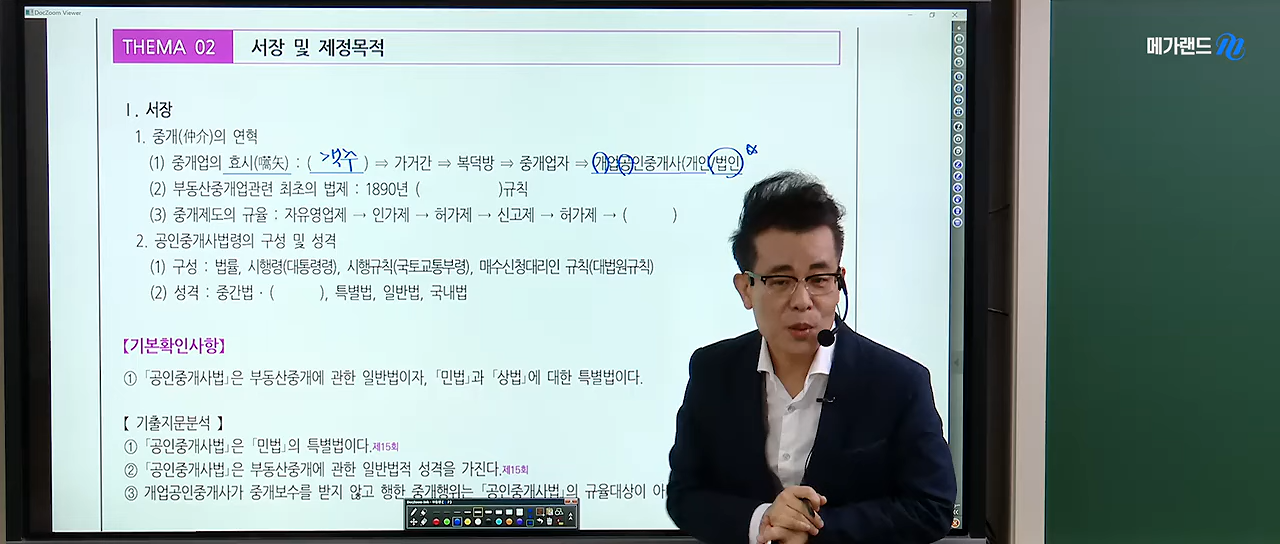 DocZoom Viewer
메가랜드
THEMA 02 서장 및 제정목적
Ⅰ. 서장
1. 중개(仲介)의 연혁
(1) 중개업의 효시(嚆矢) : ( 객주 ) ⇒ 가거간 ⇒ 복덕방 ⇒ 중개업자 ⇒ 개업공인중개사(개인/법인)
(2) 부동산중개업관련 최초의 법제 : 1890년 ( )규칙
(3) 중개제도의 규율 : 자유영업제 → 인가제 → 허가제 → 신고제 → 허가제 → ( )
2. 공인중개사법령의 구성 및 성격
(1) 구성 : 법률, 시행령(대통령령), 시행규칙(국토교통부령), 매수신청대리인 규칙(대법원규칙)
(2) 성격 : 중간법 · ( ), 특별법, 일반법, 국내법
【기본확인사항】
① 「공인중개사법」은 부동산중개에 관한 일반법이자, 「민법」과 「상법」에 대한 특별법이다.
【 기출지문분석 】
① 「공인중개사법」은 「민법」의 특별법이다.제15회
② 「공인중개사법」은 부동산중개에 관한 일반법적 성격을 가진다.제15회
③ 개업공인중개사가 중개보수를 받지 않고 행한 중개행위는 「공인중개사법」의 규율대상이 아